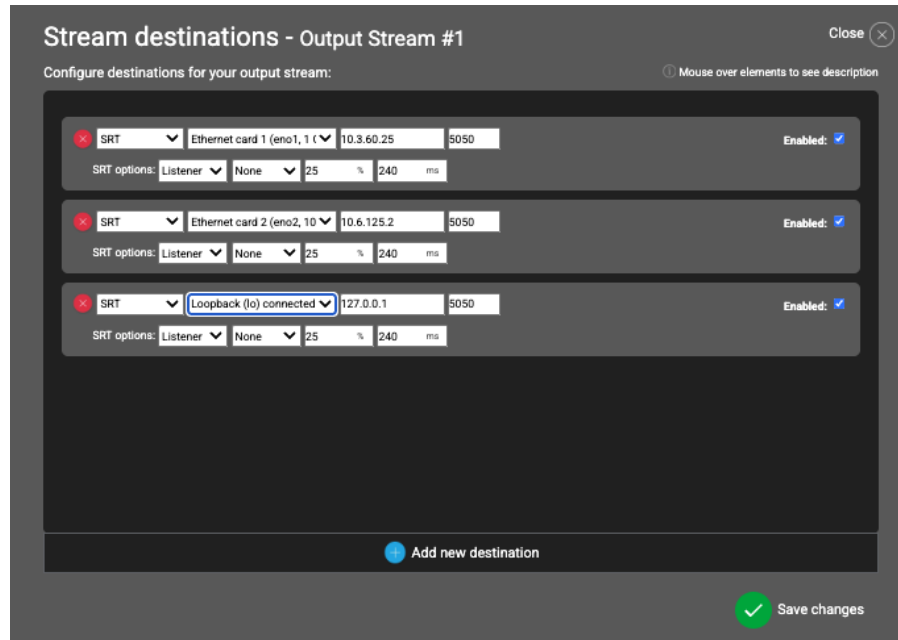 Stream destinations - Output Stream #1 Close
Configure destinations for your output stream: Mouse over elements to see description
SRT Ethernet card 1 (eno1, 1 ( 10.3.60.25 5050 Enabled:
SRT options: Listener None 25 % 240 ms
SRT Ethernet card 2 (eno2, 10 10.6.125.2 5050 Enabled:
SRT options: Listener None 25 % 240 ms
SRT Loopback (lo) connected 127.0.0.1 5050 Enabled:
SRT options: Listener None 25 % 240 ms
Add new destination
Save changes